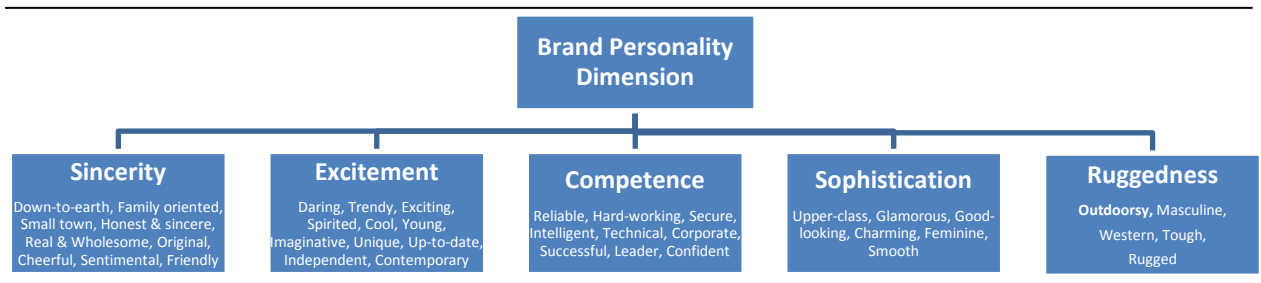 Brand Personality
Dimension
Sincerity
Down-to-earth, Family oriented,
Small town, Honest & sincere,
Real & Wholesome, Original,
Cheerful, Sentimental, Friendly
Excitement
Daring, Trendy, Exciting,
Spirited, Cool, Young,
Imaginative, Unique, Up-to-date,
Independent, Contemporary
Competence
Reliable, Hard-working, Secure,
Intelligent, Technical, Corporate,
Successful, Leader, Confident
Sophistication
Upper-class, Glamorous, Good-
looking, Charming, Feminine,
Smooth
Ruggedness
Outdoorsy, Masculine,
Western, Tough,
Rugged